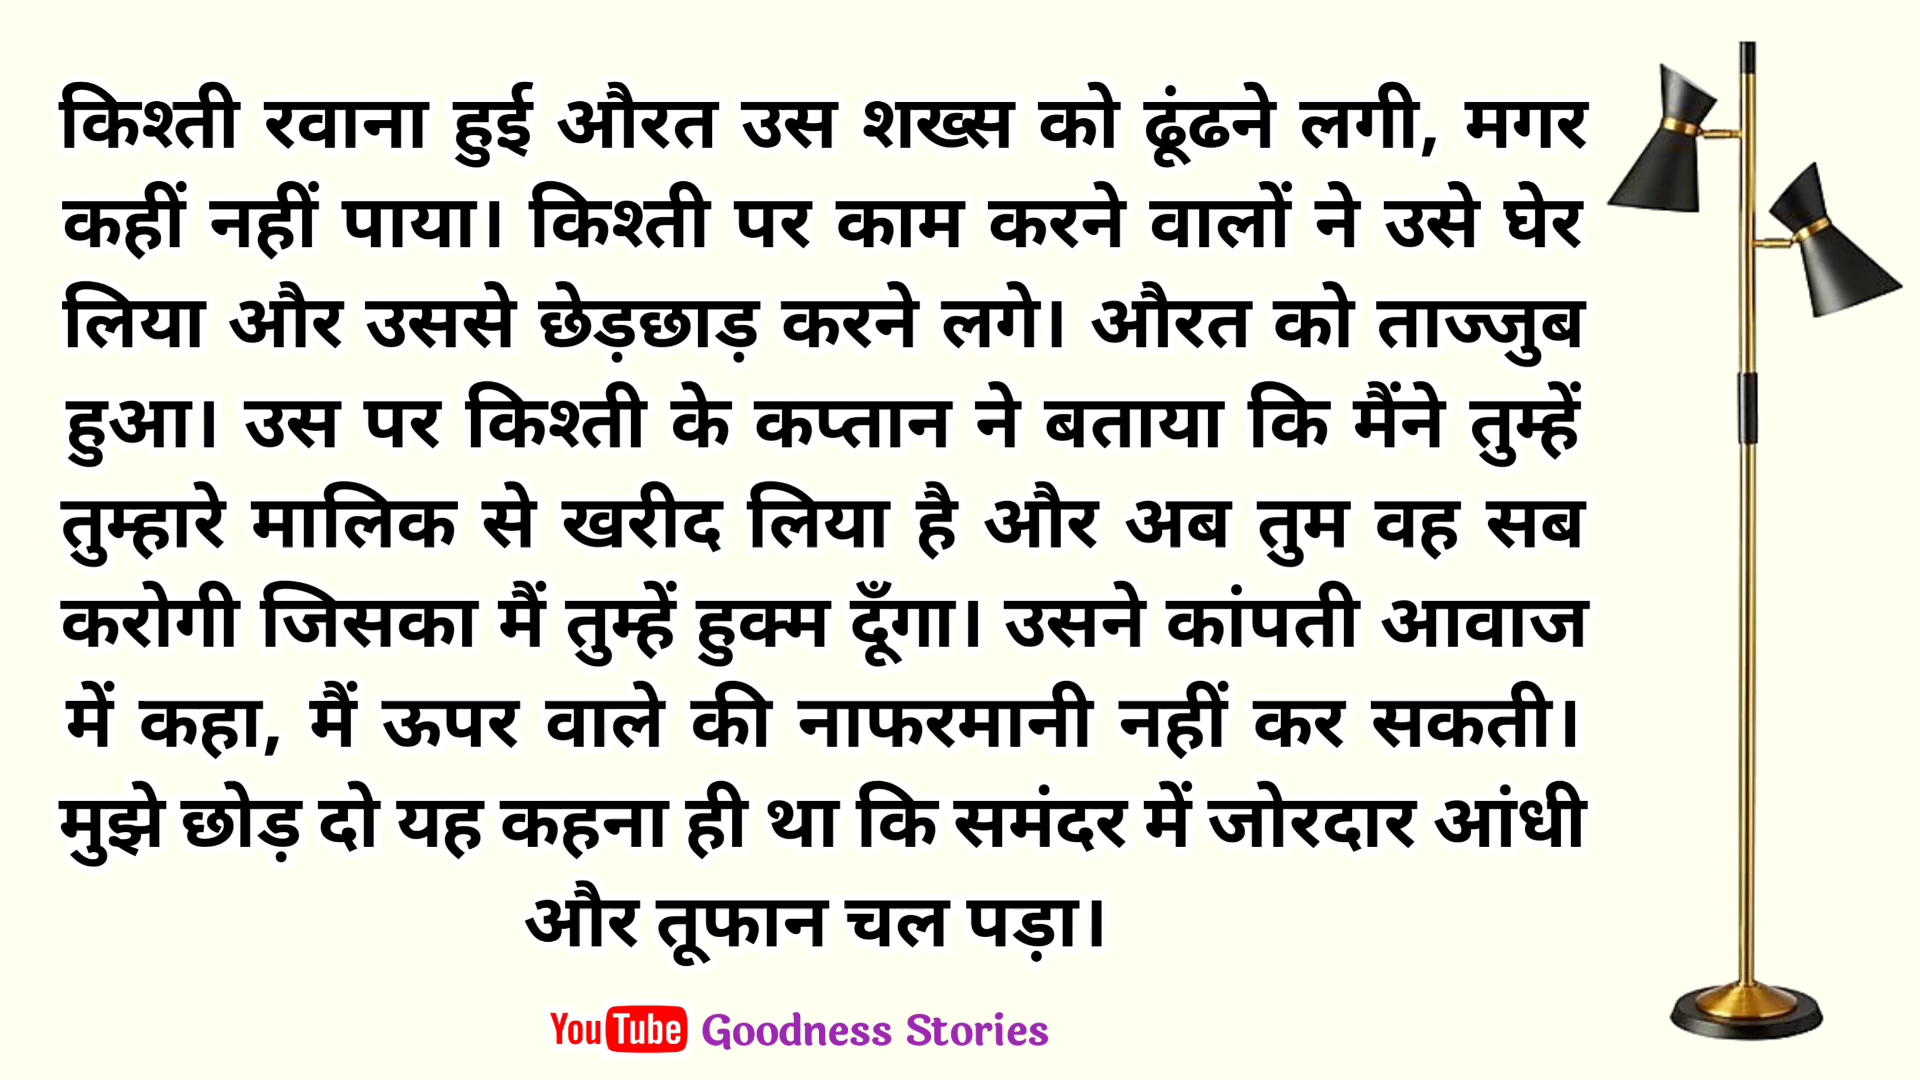 किश्ती रवाना हुई औरत उस शख्स को ढूंढने लगी, मगर
कहीं नहीं पाया। किश्ती पर काम करने वालों ने उसे घेर
लिया और उससे छेड़छाड़ करने लगे। औरत को ताज्जुब
हुआ। उस पर किश्ती के कप्तान ने बताया कि मैंने तुम्हें
तुम्हारे मालिक से खरीद लिया है और अब तुम वह सब
करोगी जिसका मैं तुम्हें हुक्म दूँगा। उसने कांपती आवाज
में कहा, मैं ऊपर वाले की नाफरमानी नहीं कर सकती।
मुझे छोड़ दो यह कहना ही था कि समंदर में जोरदार आंधी
और तूफान चल पड़ा।
YouTube Goodness Stories